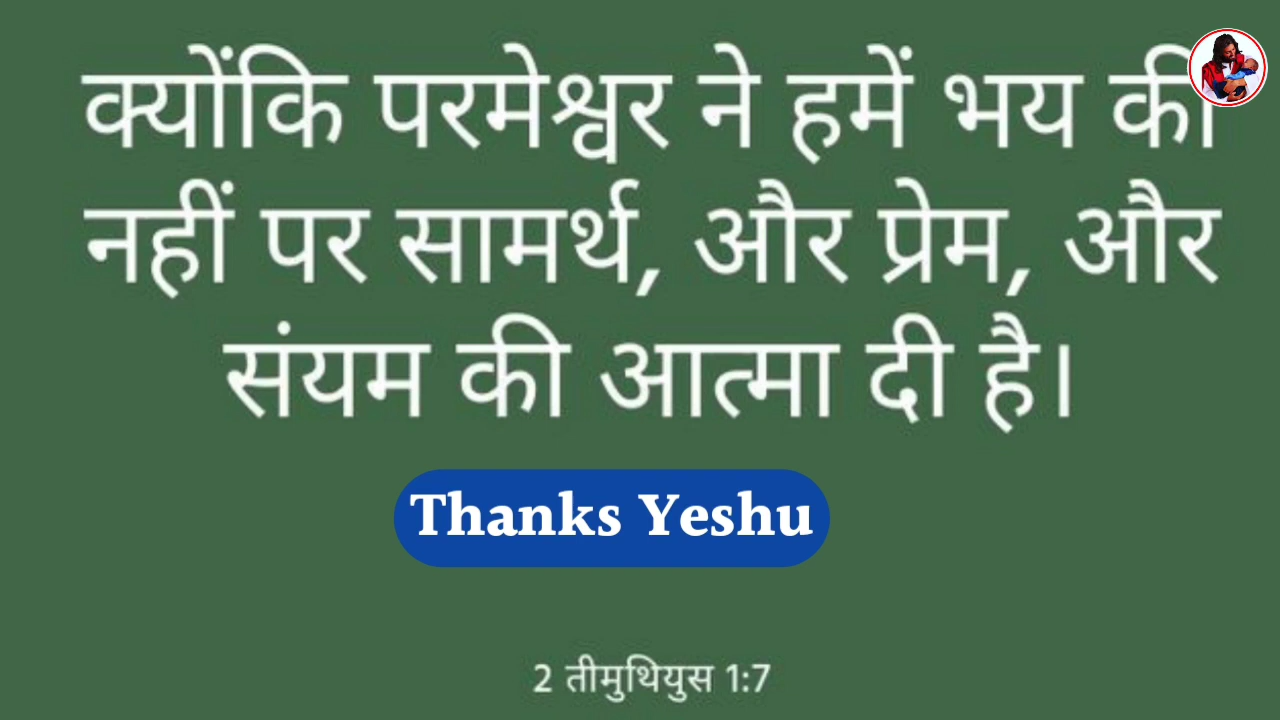 क्योंकि परमेश्वर ने हमें भय की
नहीं पर सामर्थ, और प्रेम, और
संयम की आत्मा दी है।
Thanks Yeshu
2 तीमुथियुस 1:7